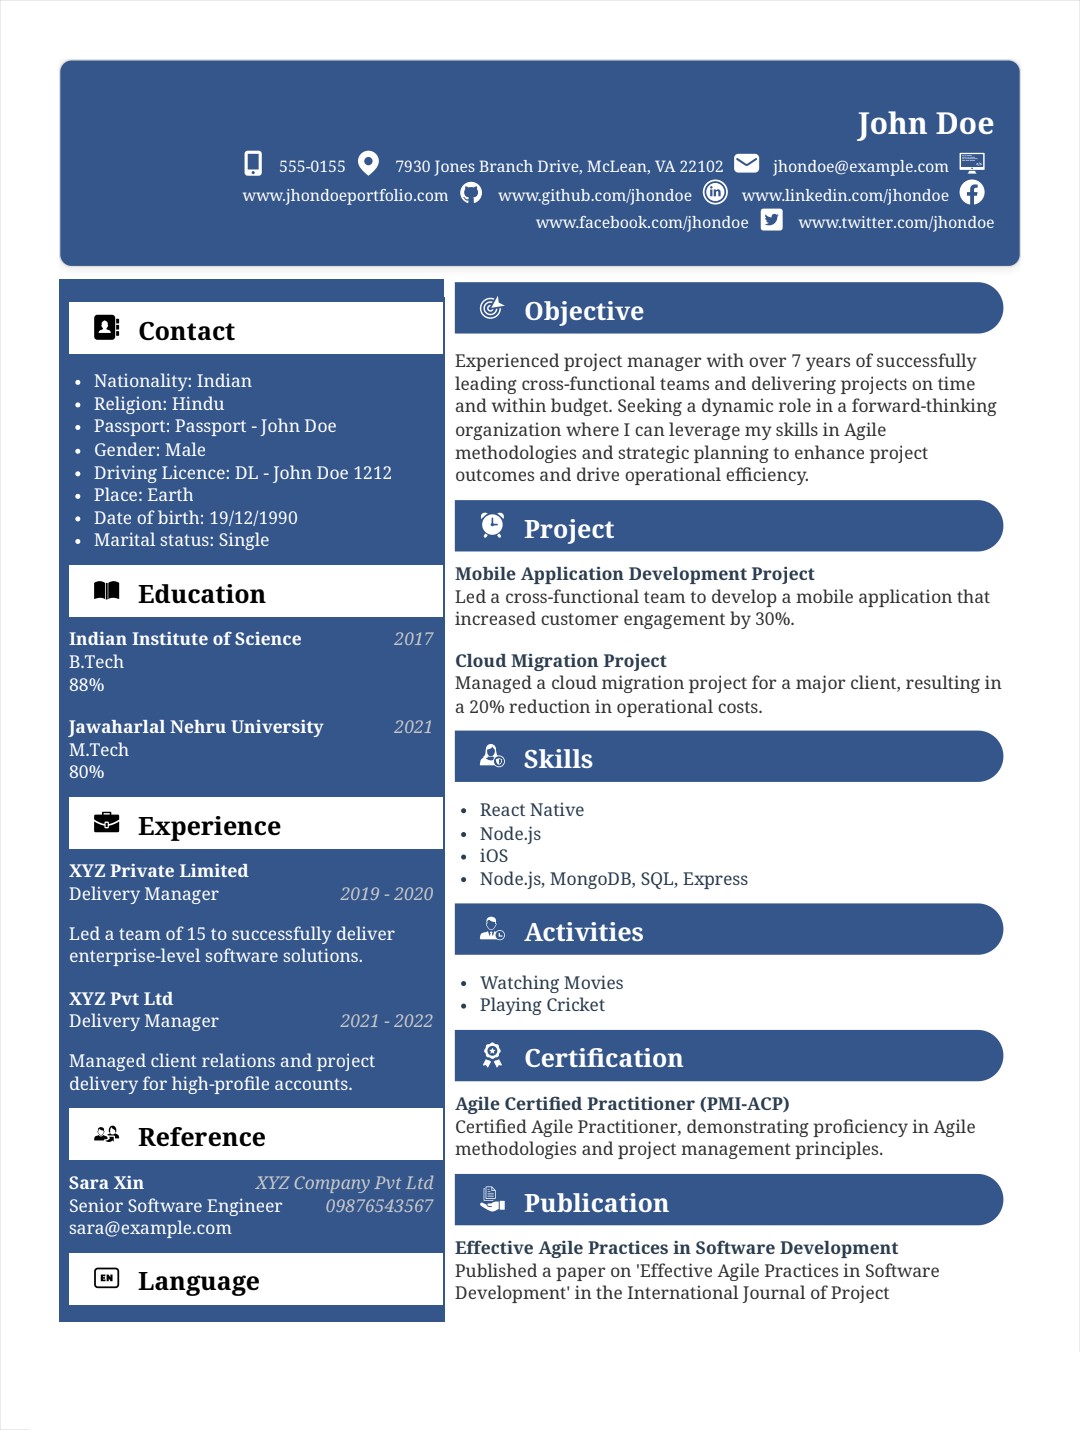 John Doe
555-0155 7930 Jones Branch Drive, McLean, VA 22102 jhondoe@example.com
www.jhondoeportfolio.com www.github.com/jhondoe www.linkedin.com/jhondoe
www.facebook.com/jhondoe www.twitter.com/jhondoe
Contact
• Nationality: Indian
• Religion: Hindu
• Passport: Passport - John Doe
• Gender: Male
• Driving Licence: DL - John Doe 1212
• Place: Earth
• Date of birth: 19/12/1990
• Marital status: Single
Education
Indian Institute of Science 2017
B.Tech
88%
Jawaharlal Nehru University 2021
M.Tech
80%
Experience
XYZ Private Limited
Delivery Manager 2019 - 2020
Led a team of 15 to successfully deliver
enterprise-level software solutions.
XYZ Pvt Ltd
Delivery Manager 2021 - 2022
Managed client relations and project
delivery for high-profile accounts.
Reference
Sara Xin XYZ Company Pvt Ltd
Senior Software Engineer 09876543567
sara@example.com
EN Language
Objective
Experienced project manager with over 7 years of successfully
leading cross-functional teams and delivering projects on time
and within budget. Seeking a dynamic role in a forward-thinking
organization where I can leverage my skills in Agile
methodologies and strategic planning to enhance project
outcomes and drive operational efficiency.
Project
Mobile Application Development Project
Led a cross-functional team to develop a mobile application that
increased customer engagement by 30%.
Cloud Migration Project
Managed a cloud migration project for a major client, resulting in
a 20% reduction in operational costs.
Skills
• React Native
• Node.js
• iOS
• Node.js, MongoDB, SQL, Express
Activities
• Watching Movies
• Playing Cricket
Certification
Agile Certified Practitioner (PMI-ACP)
Certified Agile Practitioner, demonstrating proficiency in Agile
methodologies and project management principles.
Publication
Effective Agile Practices in Software Development
Published a paper on 'Effective Agile Practices in Software
Development' in the International Journal of Project